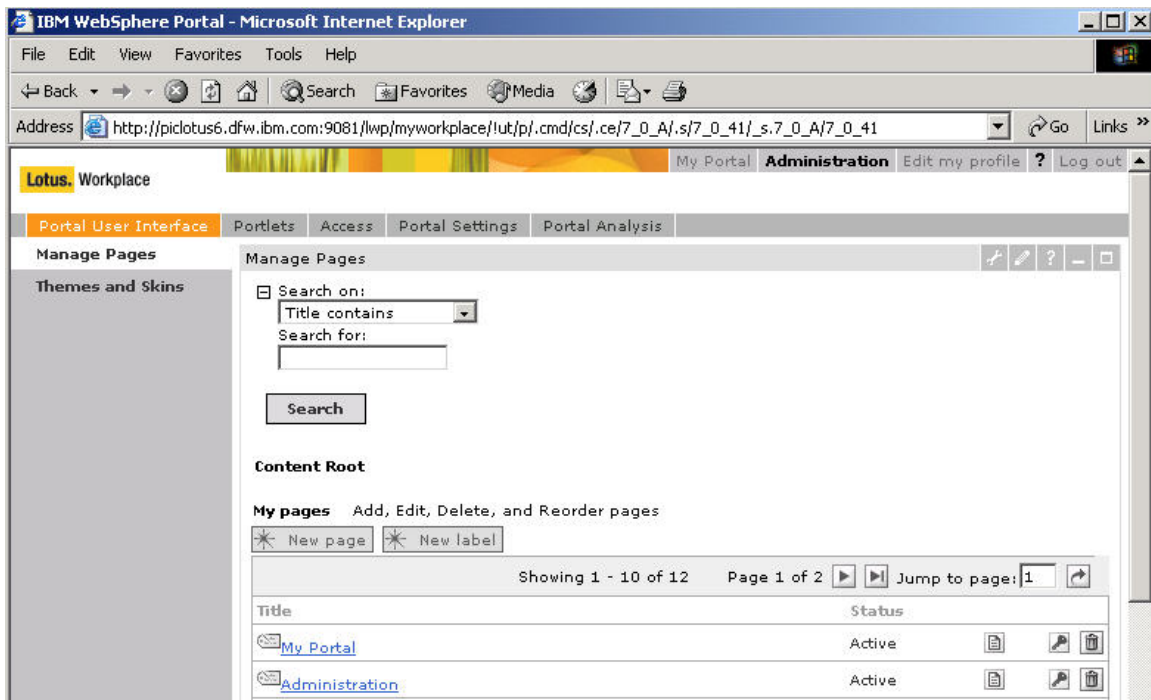 IBM WebSphere Portal - Microsoft Internet Explorer
File Edit View Favorites Tools Help
Back Search Favorites Media
Address http://piclotus6.dfw.ibm.com:9081/lwp/myworkplace/!ut/p/.cmd/cs/.ce/7_0_A/.s/7_0_41/_s.7_0_A/7_0_41 Go Links »
My Portal Administration Edit my profile ? Log out
Lotus. Workplace
Portal User Interface Portlets Access Portal Settings Portal Analysis
Manage Pages
Themes and Skins
Manage Pages ?
Search on:
Title contains
Search for:
Search
Content Root
My pages Add, Edit, Delete, and Reorder pages
New page New label
Showing 1 - 10 of 12 Page 1 of 2 Jump to page: 1
Title Status
My Portal Active
Administration Active